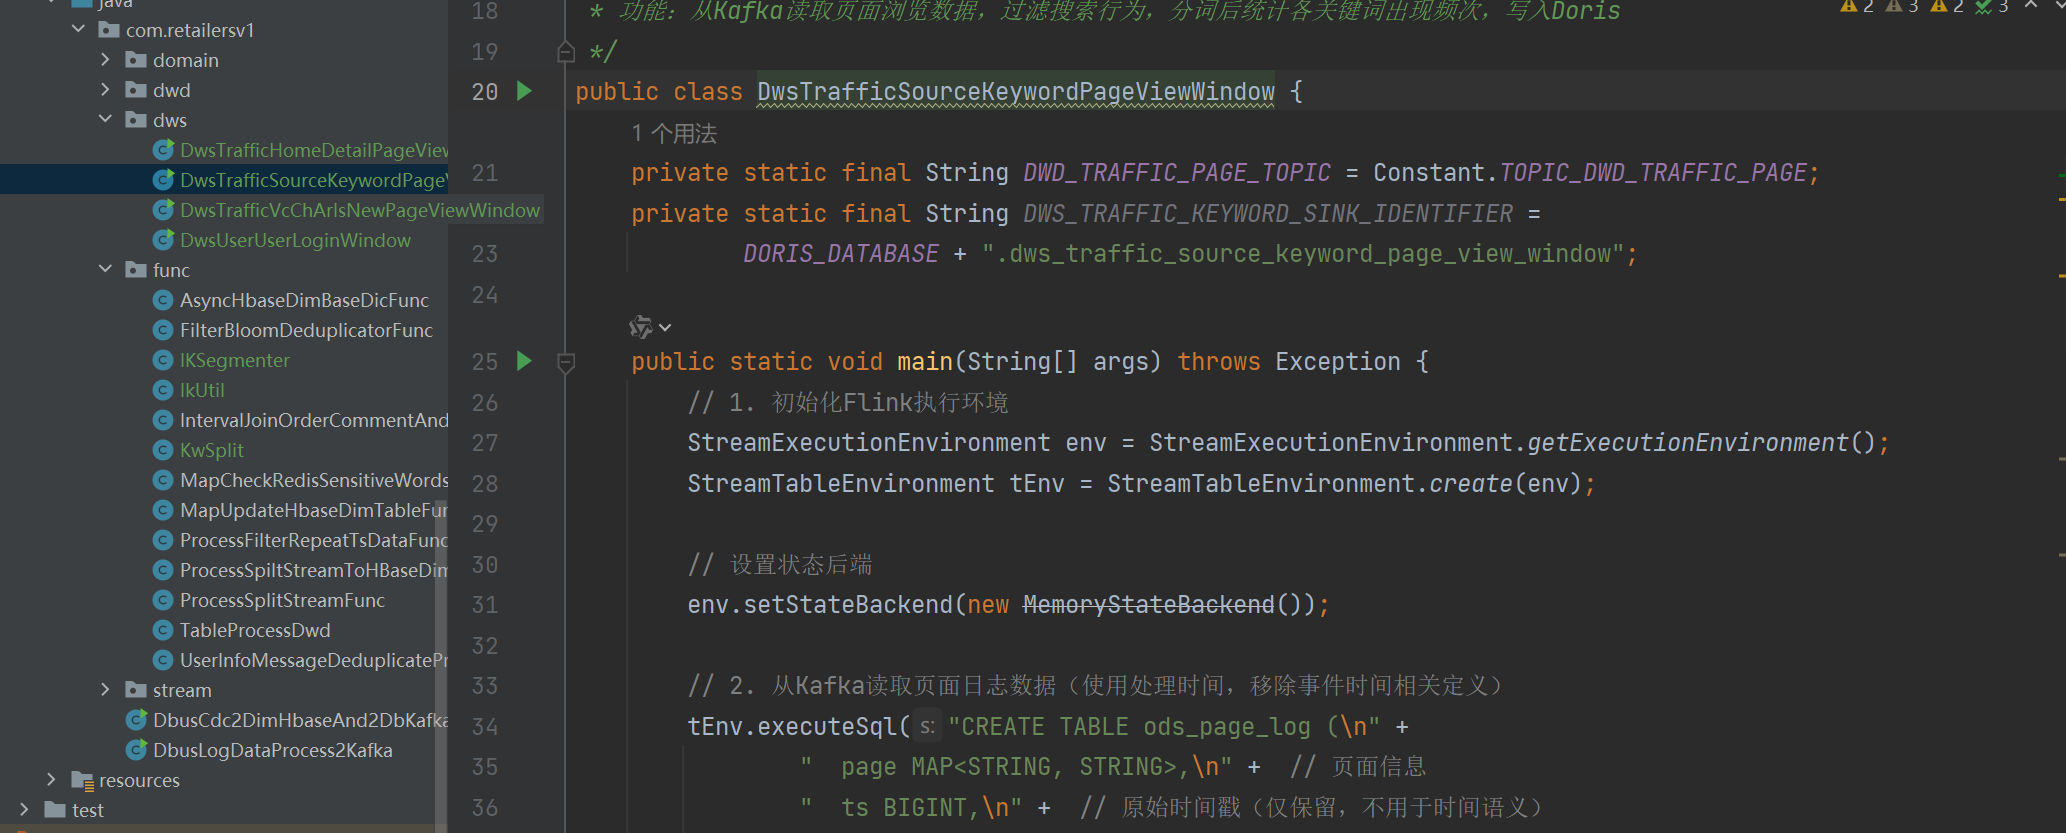 java
com.retailersv1
domain
dwd
dws
DwsTrafficHomeDetailPageView
DwsTrafficSourceKeywordPageV
DwsTrafficVcChArIsNewPageViewWindow
DwsUserUserLoginWindow
func
AsyncHbaseDimBaseDicFunc
FilterBloomDeduplicatorFunc
IKSegmenter
IkUtil
IntervalJoinOrderCommentAnd
KwSplit
MapCheckRedisSensitiveWords
MapUpdateHbaseDimTableFun
ProcessFilterRepeatTsDataFunc
ProcessSpiltStreamToHBaseDim
ProcessSplitStreamFunc
TableProcessDwd
UserInfoMessageDeduplicatePr
stream
DbusCdc2DimHbaseAnd2DbKafka
DbusLogDataProcess2Kafka
resources
test
2 3 2 3
18 * 功能：从Kafka读取页面浏览数据，过滤搜索行为，分词后统计各关键词出现频次，写入Doris
19 */
20 public class DwsTrafficSourceKeywordPageViewWindow {
1 个用法
21 private static final String DWD_TRAFFIC_PAGE_TOPIC = Constant.TOPIC_DWD_TRAFFIC_PAGE;
private static final String DWS_TRAFFIC_KEYWORD_SINK_IDENTIFIER =
23 DORIS_DATABASE + ".dws_traffic_source_keyword_page_view_window";
24
25 public static void main(String[] args) throws Exception {
26 // 1. 初始化Flink执行环境
27 StreamExecutionEnvironment env = StreamExecutionEnvironment.getExecutionEnvironment();
28 StreamTableEnvironment tEnv = StreamTableEnvironment.create(env);
29
30 // 设置状态后端
31 env.setStateBackend(new MemoryStateBackend());
32
33 // 2. 从Kafka读取页面日志数据（使用处理时间，移除事件时间相关定义）
34 tEnv.executeSql( s: "CREATE TABLE ods_page_log (\n" +
35 "  page MAP<STRING, STRING>,\n" +  // 页面信息
36 "  ts BIGINT,\n" +  // 原始时间戳（仅保留，不用于时间语义）